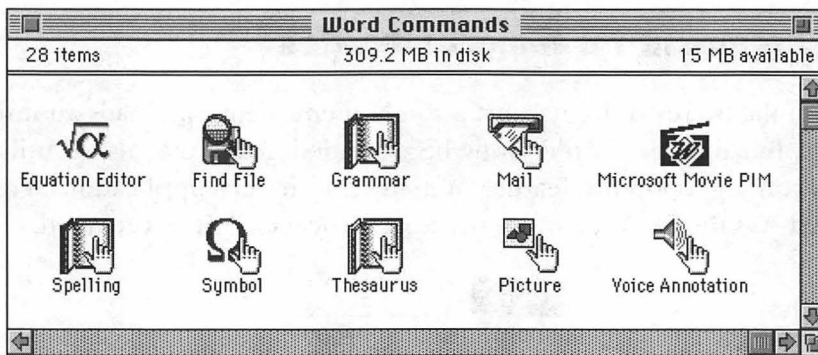 Word Commands
28 items 309.2 MB in disk 15 MB available
Equation Editor Find File Grammar Mail Microsoft Movie PIM
Spelling Symbol Thesaurus Picture Voice Annotation